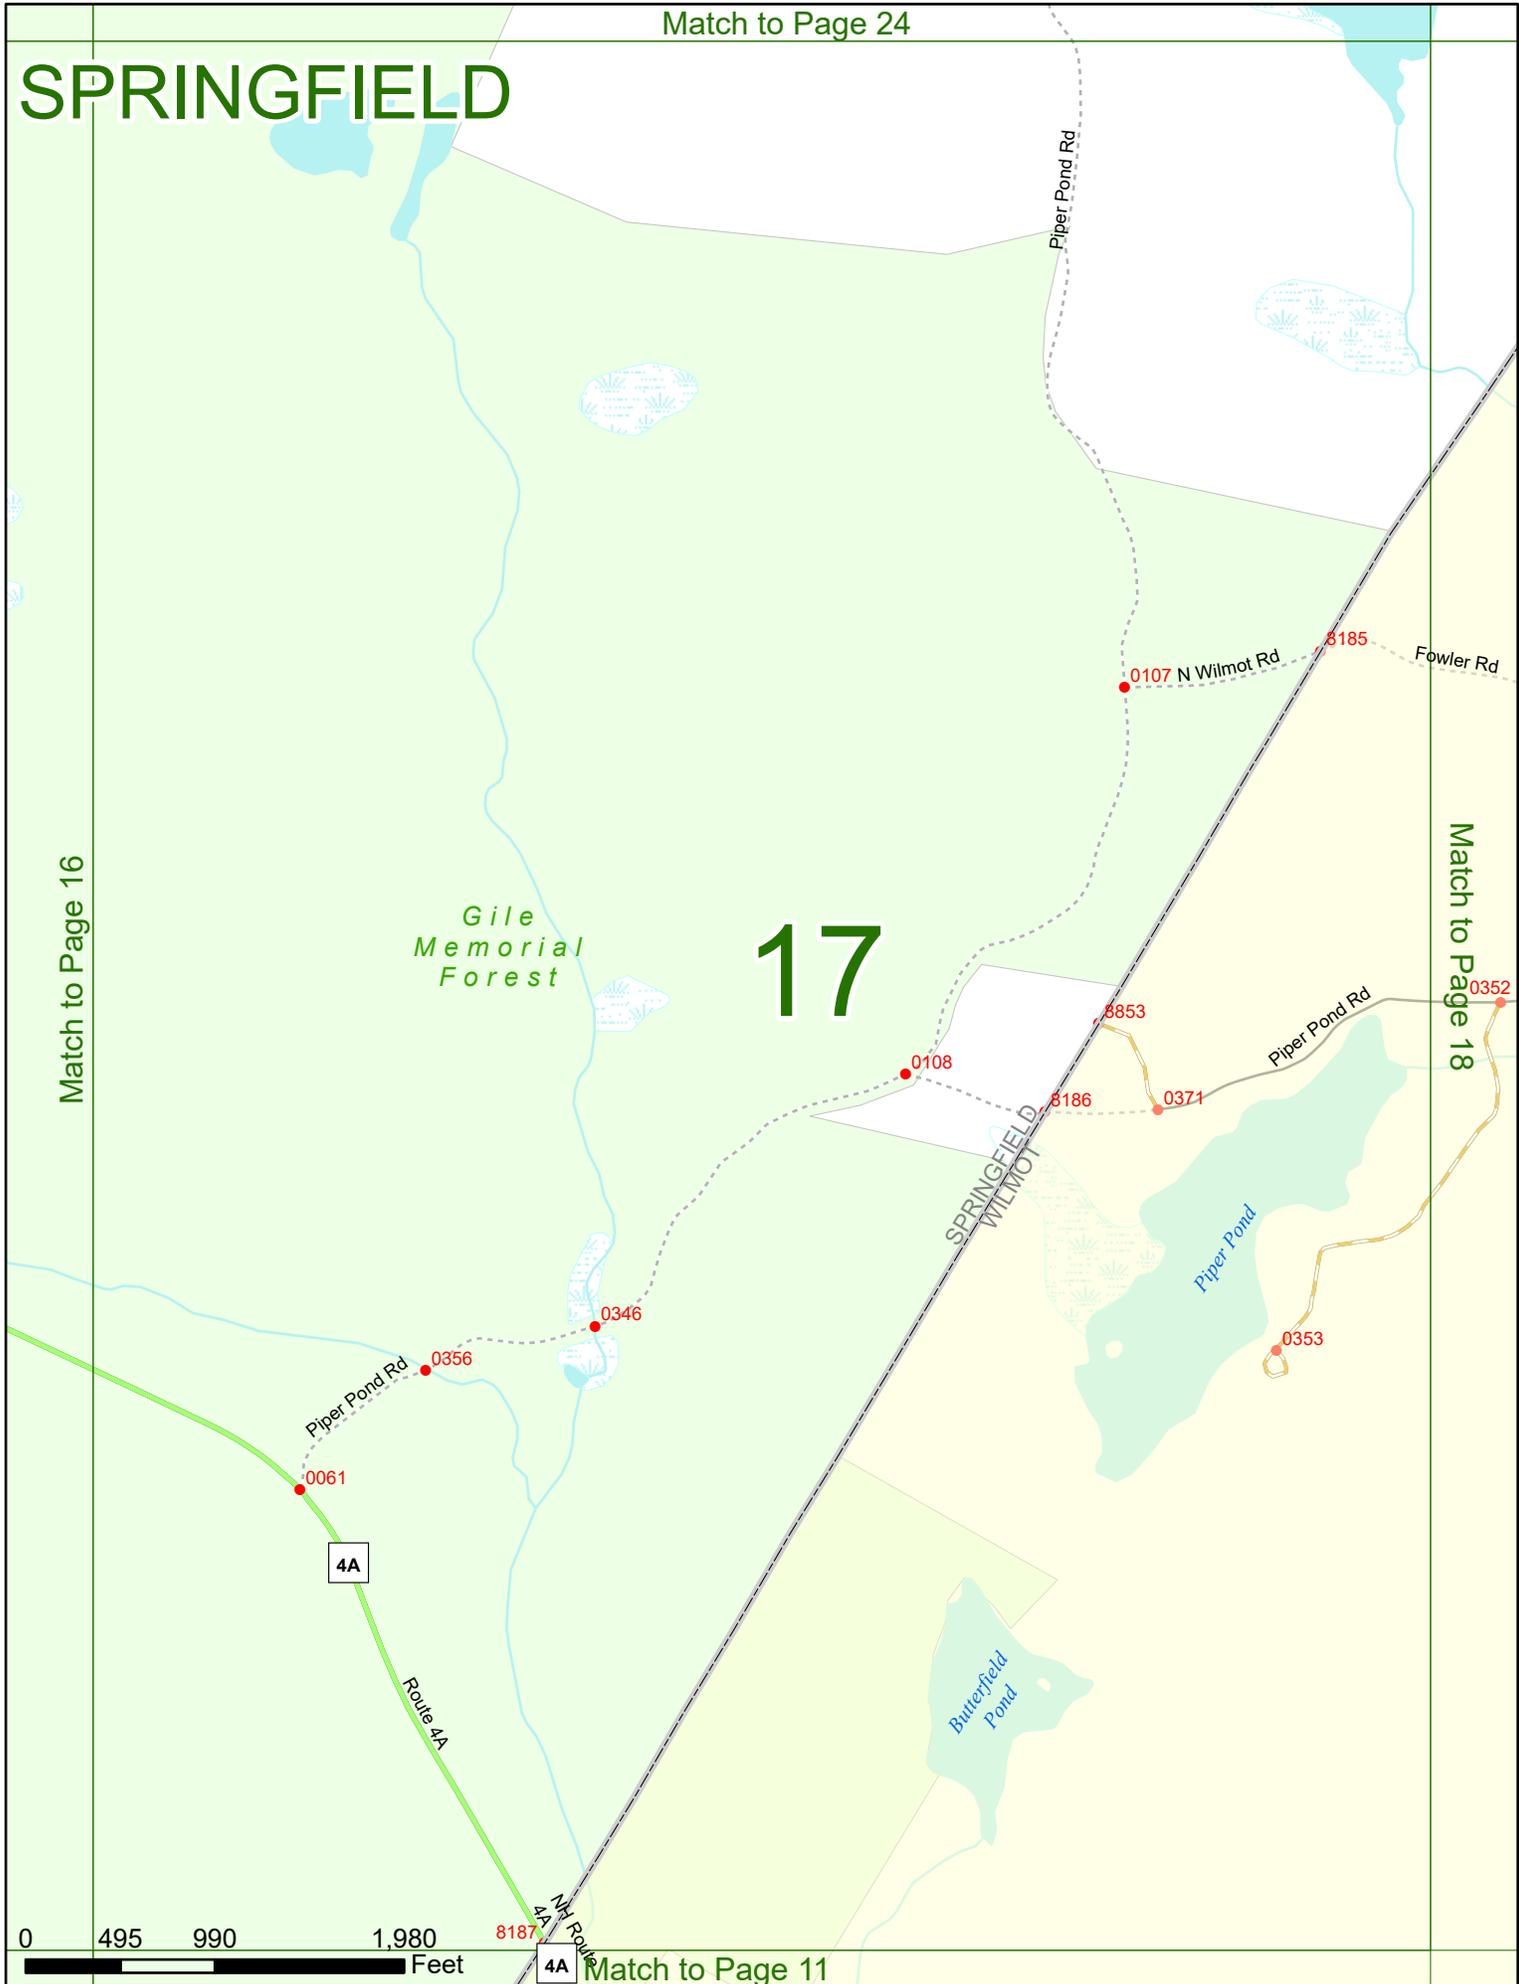 Match to Page 24
SPRINGFIELD
Piper Pond Rd
8185
Fowler Rd
0107
N Wilmot Rd
Match to Page 16
Match to Page 18
Gile
Memorial
Forest
17
0352
8853
Piper Pond Rd
0108
8186
0371
SPRINGFIELD
WILMOT
Piper Pond
0346
0353
0356
Piper Pond Rd
0061
4A
Route 4A
Butterfield
Pond
NH Route
4A
8187
0 495 990 1,980
Feet
4A
Match to Page 11